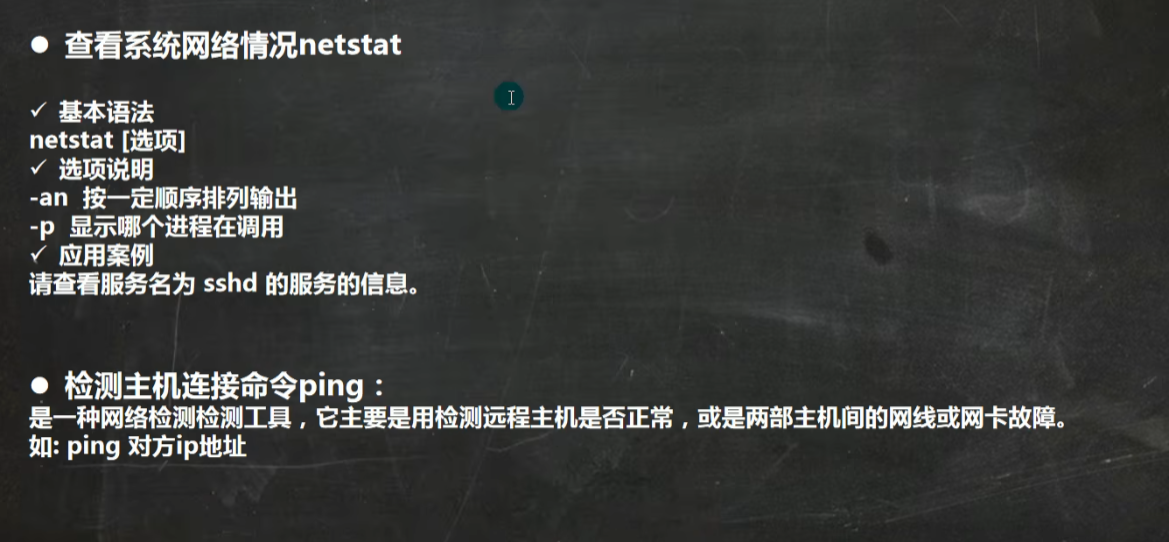 ● 查看系统网络情况netstat
✓ 基本语法
netstat [选项]
✓ 选项说明
-an 按一定顺序排列输出
-p 显示哪个进程在调用
✓ 应用案例
请查看服务名为 sshd 的服务的信息。
● 检测主机连接命令ping：
是一种网络检测检测工具，它主要是用检测远程主机是否正常，或是两部主机间的网线或网卡故障。
如: ping 对方ip地址